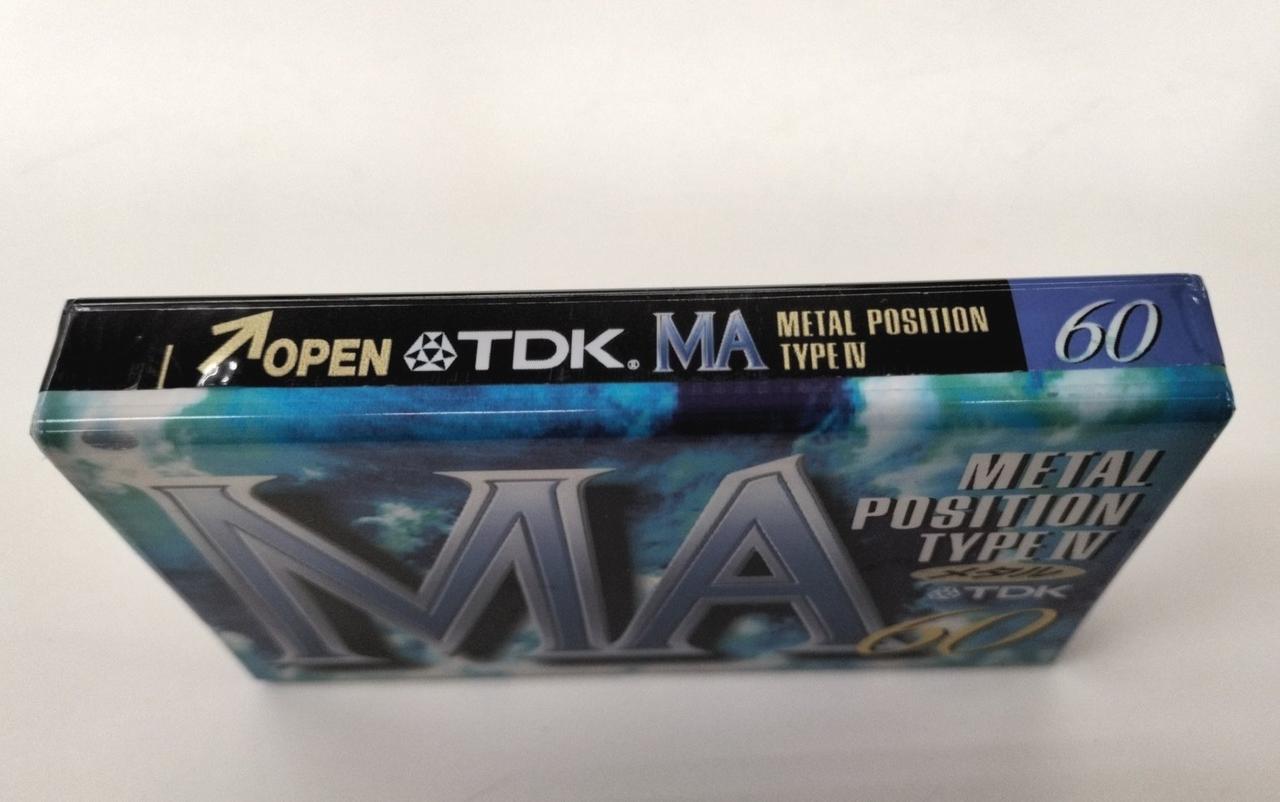 OPEN TDK® MA METAL POSITION
TYPE IV
60
MA
METAL
POSITION
TYPE IV
TDK
60